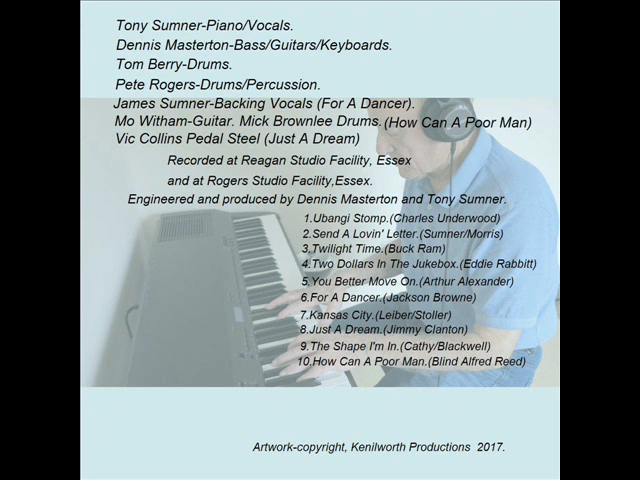 Tony Sumner-Piano/Vocals.
Dennis Masterton-Bass/Guitars/Keyboards.
Tom Berry-Drums.
Pete Rogers-Drums/Percussion.
James Sumner-Backing Vocals (For A Dancer).
Mo Witham-Guitar. Mick Brownlee Drums. (How Can A Poor Man)
Vic Collins Pedal Steel (Just A Dream)
Recorded at Reagan Studio Facility, Essex
and at Rogers Studio Facility,Essex.
Engineered and produced by Dennis Masterton and Tony Sumner.
1.Ubangi Stomp.(Charles Underwood)
2.Send A Lovin' Letter.(Sumner/Morris)
3,Twilight Time.(Buck Ram)
4.Two Dollars In The Jukebox.(Eddie Rabbitt)
5.You Better Move On.(Arthur Alexander)
6.For A Dancer.(Jackson Browne)
7.Kansas City.(Leiber/Stoller)
8.Just A Dream.(Jimmy Clanton)
9.The Shape I'm In.(Cathy/Blackwell)
10.How Can A Poor Man.(Blind Alfred Reed)
Artwork-copyright, Kenilworth Productions 2017.